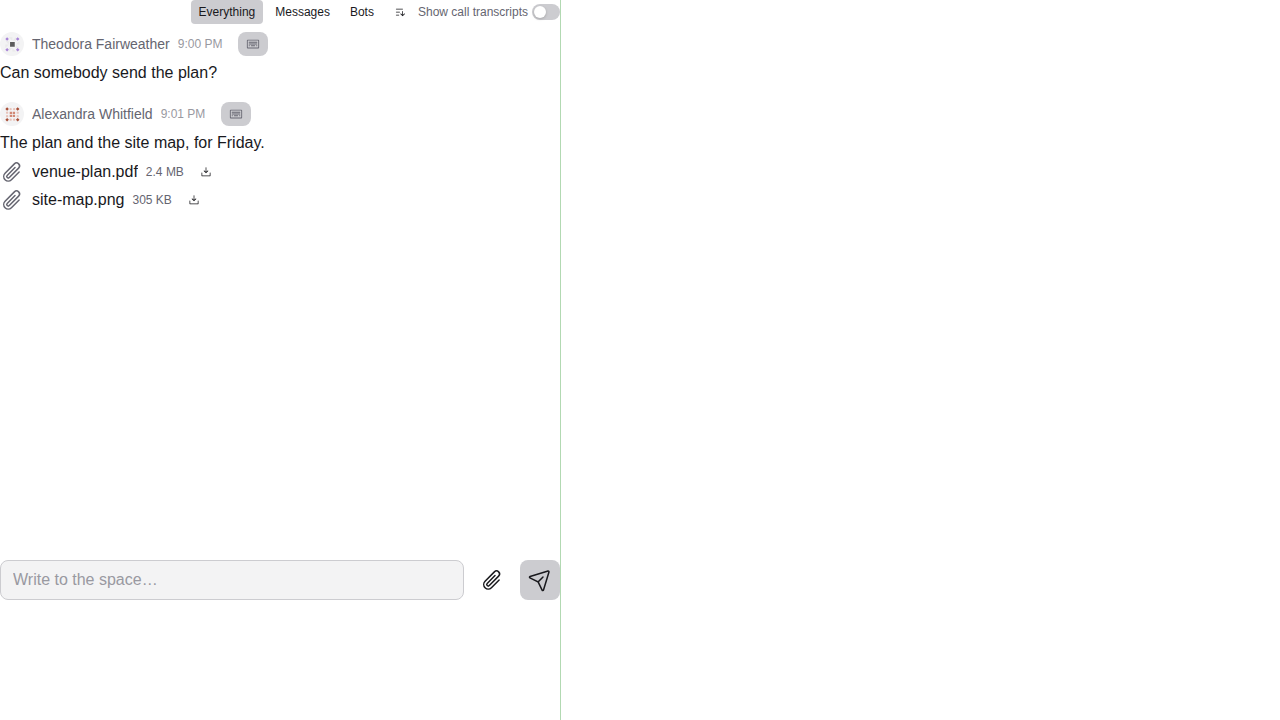 Everything Messages Bots Show call transcripts
Theodora Fairweather 9:00 PM
Can somebody send the plan?
Alexandra Whitfield 9:01 PM
The plan and the site map, for Friday.
venue-plan.pdf 2.4 MB
site-map.png 305 KB
Write to the space…